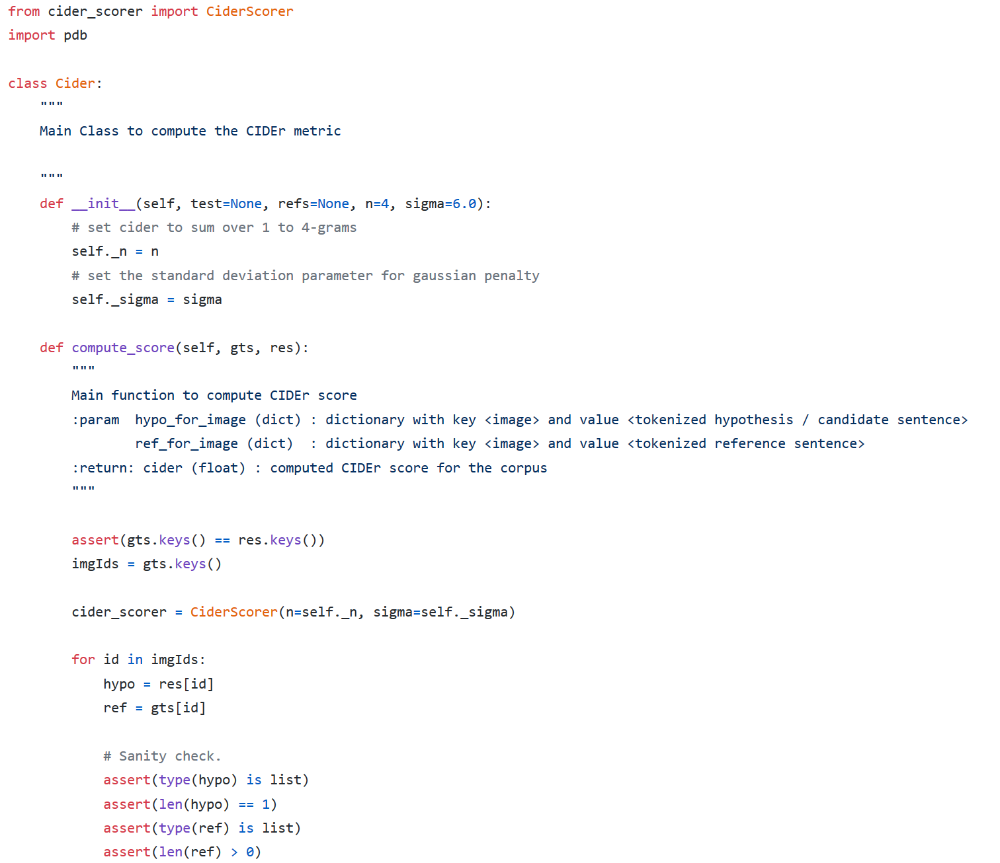 from cider_scorer import CiderScorer
import pdb

class Cider:
    """
    Main Class to compute the CIDEr metric

    """
    def __init__(self, test=None, refs=None, n=4, sigma=6.0):
        # set cider to sum over 1 to 4-grams
        self._n = n
        # set the standard deviation parameter for gaussian penalty
        self._sigma = sigma

    def compute_score(self, gts, res):
        """
        Main function to compute CIDEr score
        :param  hypo_for_image (dict) : dictionary with key <image> and value <tokenized hypothesis / candidate sentence>
                ref_for_image (dict)  : dictionary with key <image> and value <tokenized reference sentence>
        :return: cider (float) : computed CIDEr score for the corpus
        """

        assert(gts.keys() == res.keys())
        imgIds = gts.keys()

        cider_scorer = CiderScorer(n=self._n, sigma=self._sigma)

        for id in imgIds:
            hypo = res[id]
            ref = gts[id]

            # Sanity check.
            assert(type(hypo) is list)
            assert(len(hypo) == 1)
            assert(type(ref) is list)
            assert(len(ref) > 0)